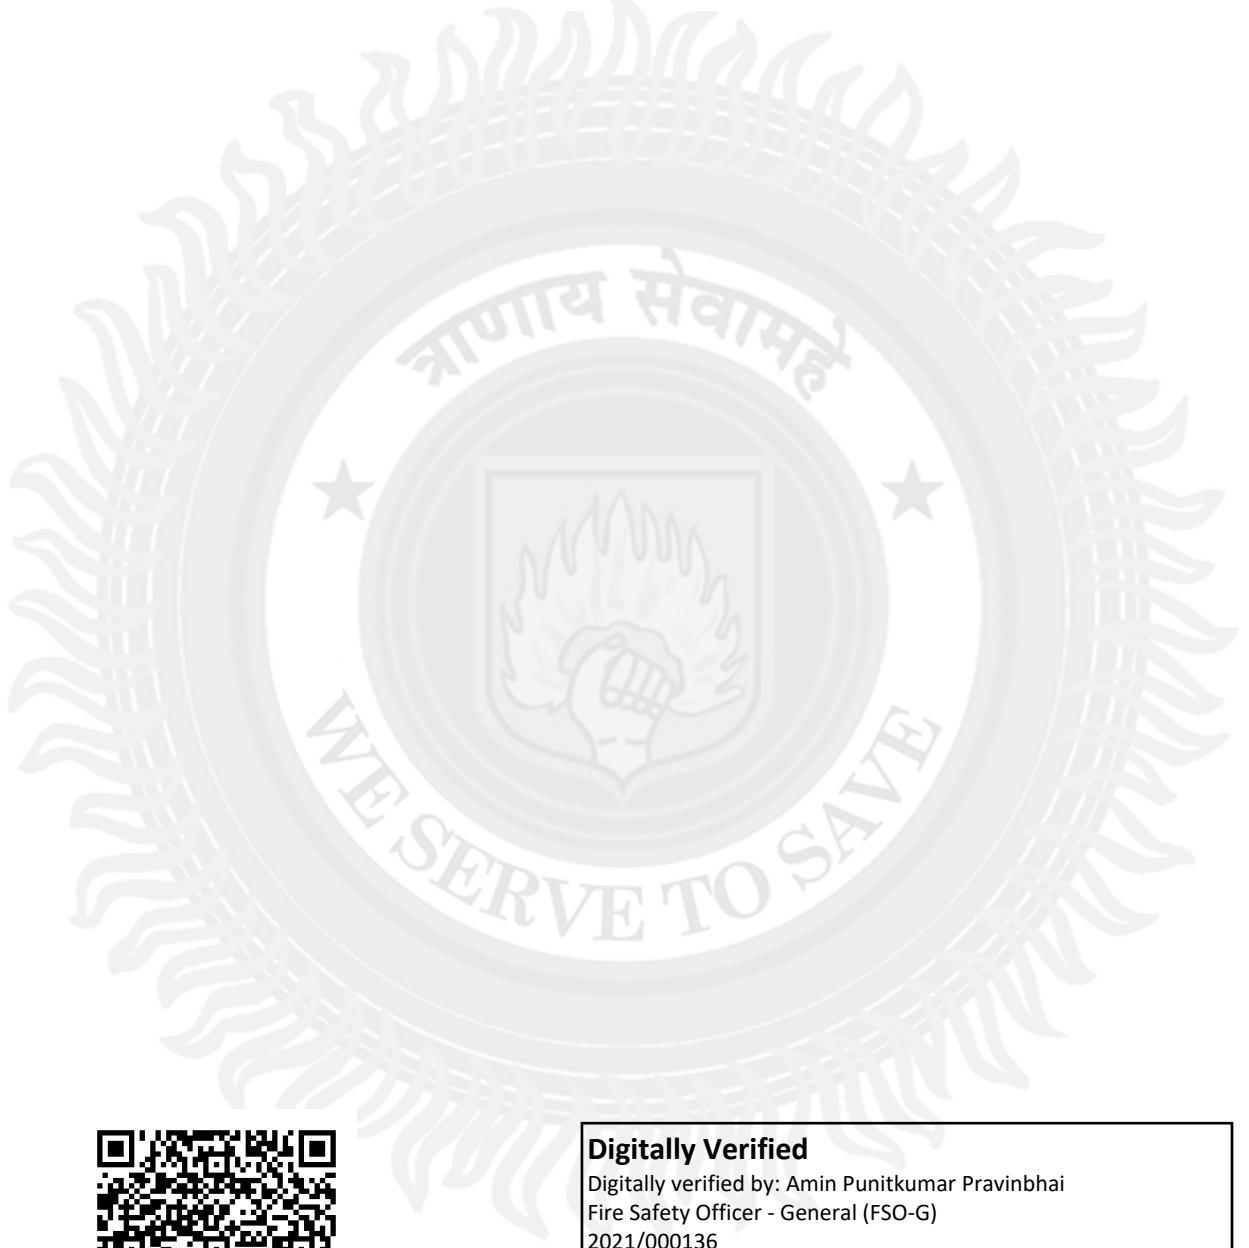 त्राणाय सेवामहे
WE SERVE TO SAVE
Digitally Verified
Digitally verified by: Amin Punitkumar Pravinbhai
Fire Safety Officer - General (FSO-G)
2021/000136